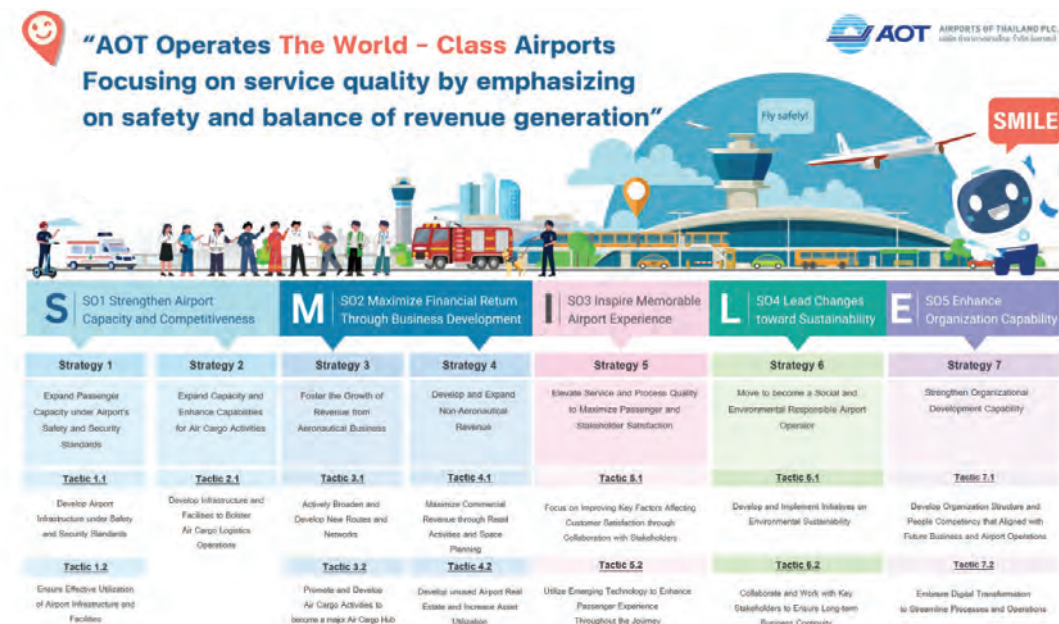 “AOT Operates The World - Class Airports
Focusing on service quality by emphasizing
on safety and balance of revenue generation”
AOT
AIRPORTS OF THAILAND PLC.
Fly safely!
SMILE
S
SO1 Strengthen Airport
Capacity and Competitiveness
M
SO2 Maximize Financial Return
Through Business Development
I
SO3 Inspire Memorable
Airport Experience
L
SO4 Lead Changes
toward Sustainability
E
SO5 Enhance
Organization Capability
Strategy 1
Expand Passenger
Capacity under Airport's
Safety and Security
Standards
Strategy 2
Expand Capacity and
Enhance Capabilities
for Air Cargo Activities
Strategy 3
Foster the Growth of
Revenue from
Aeronautical Business
Strategy 4
Develop and Expand
Non-Aeronautical
Revenue
Strategy 5
Elevate Service and Process Quality
to Maximize Passenger and
Stakeholder Satisfaction
Strategy 6
Move to become a Social and
Environmental Responsible Airport
Operator
Strategy 7
Strengthen Organizational
Development Capability
Tactic 1.1
Develop Airport
Infrastructure under Safety
and Security Standards
Tactic 2.1
Develop Infrastructure and
Facilities to Bolster
Air Cargo Logistics
Operations
Tactic 3.1
Actively Broaden and
Develop New Routes and
Networks
Tactic 4.1
Maximize Commercial
Revenue through Retail
Activities and Space
Planning
Tactic 5.1
Focus on Improving Key Factors Affecting
Customer Satisfaction through
Collaboration with Stakeholders
Tactic 6.1
Develop and Implement Initiatives on
Environmental Sustainability
Tactic 7.1
Develop Organization Structure and
People Competency that Aligned with
Future Business and Airport Operations
Tactic 1.2
Ensure Effective Utilization
of Airport Infrastructure and
Facilities
Tactic 3.2
Promote and Develop
Air Cargo Activities to
become a major Air Cargo Hub
Tactic 4.2
Develop unused Airport Real
Estate and Increase Asset
Utilization
Tactic 5.2
Utilize Emerging Technology to Enhance
Passenger Experience
Throughout the Journey
Tactic 6.2
Collaborate and Work with Key
Stakeholders to Ensure Long-term
Business Continuity
Tactic 7.2
Embrace Digital Transformation
to Streamline Processes and Operations